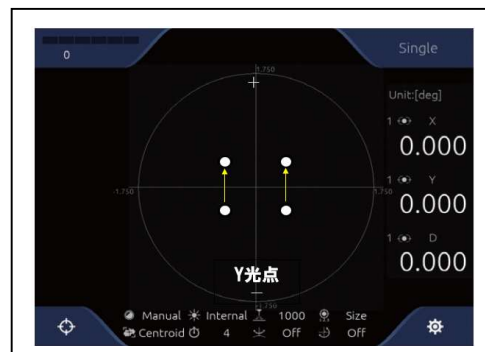 0
Single
1.750
Unit:[deg]
1 X
0.000
-1.750
1.750
1 Y
0.000
1 D
0.000
Y光点
-1.750
Manual Internal 1000 Size
Centroid 4 Off Off